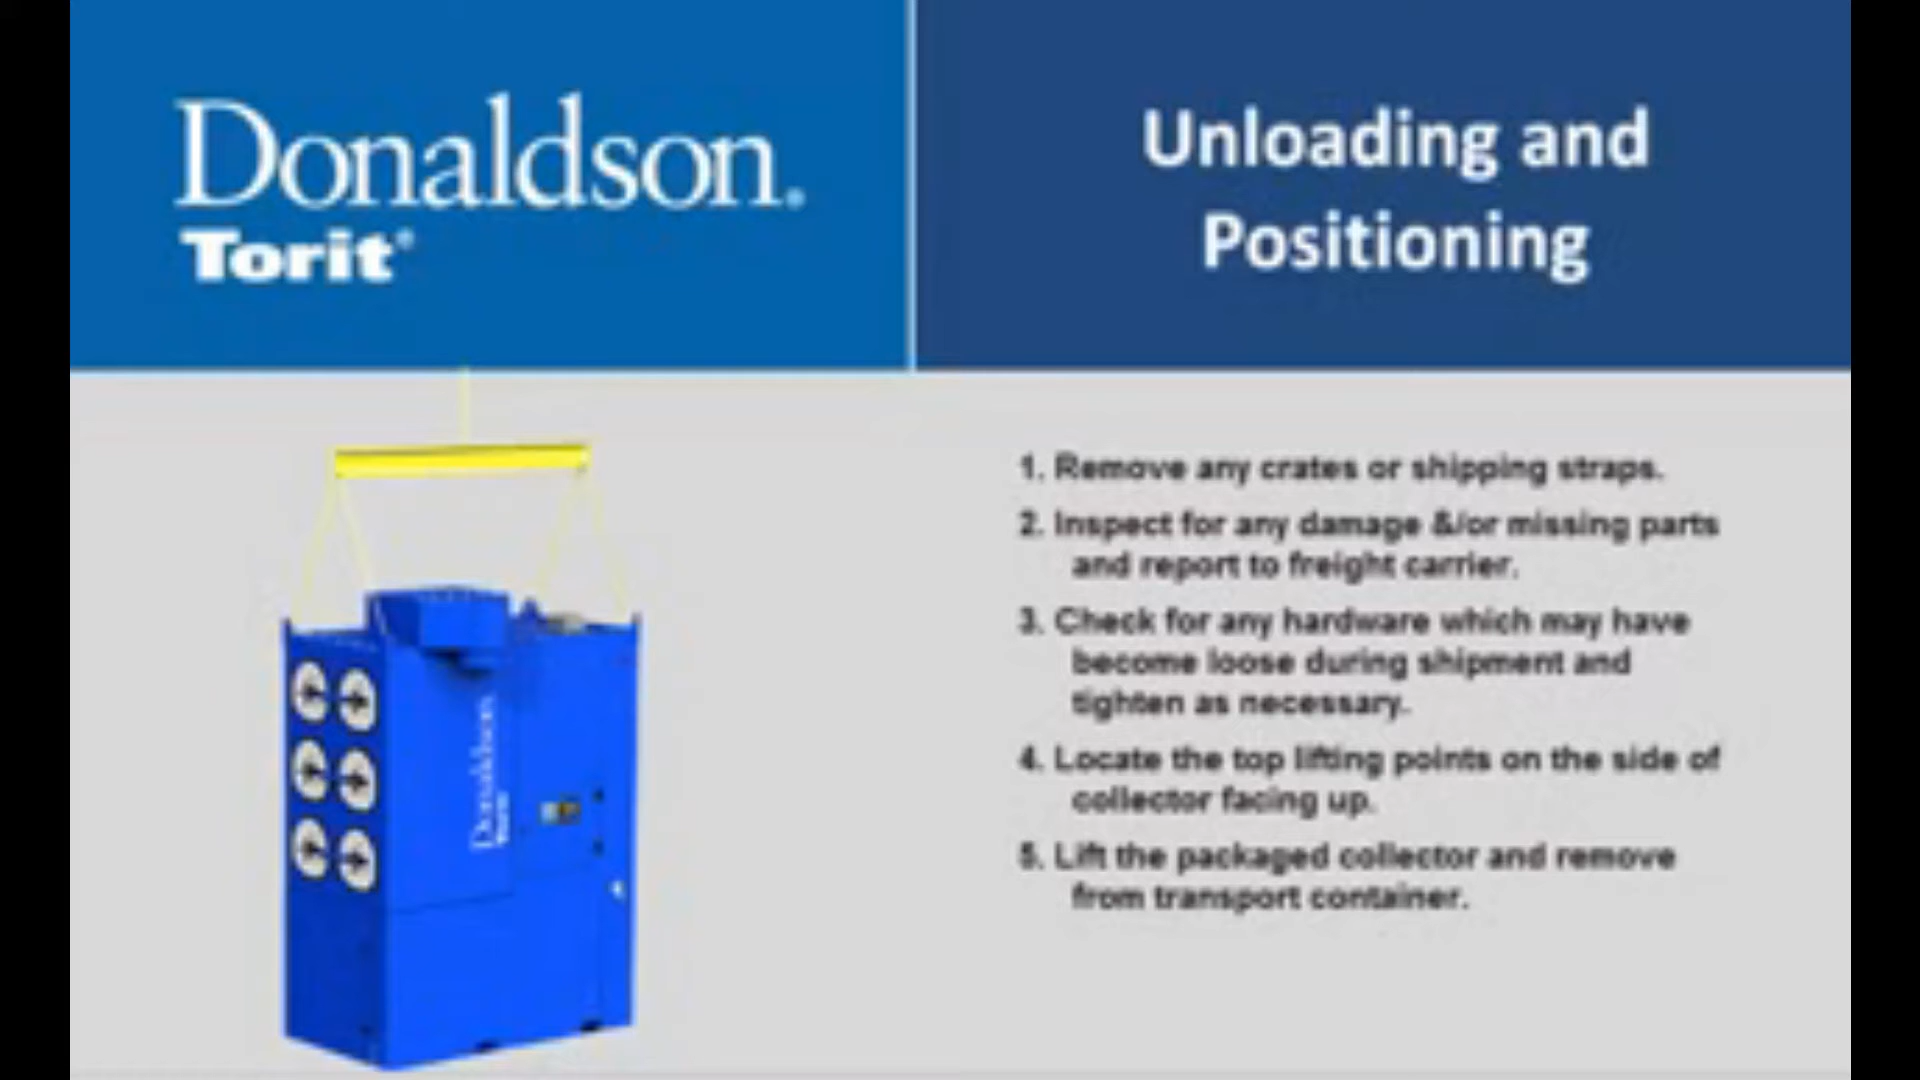 Donaldson.
Torit®
Unloading and
Positioning
1. Remove any crates or shipping straps.
2. Inspect for any damage &/or missing parts
and report to freight carrier.
3. Check for any hardware which may have
become loose during shipment and
tighten as necessary.
4. Locate the top lifting points on the side of
collector facing up.
5. Lift the packaged collector and remove
from transport container.
Donaldson
Torit